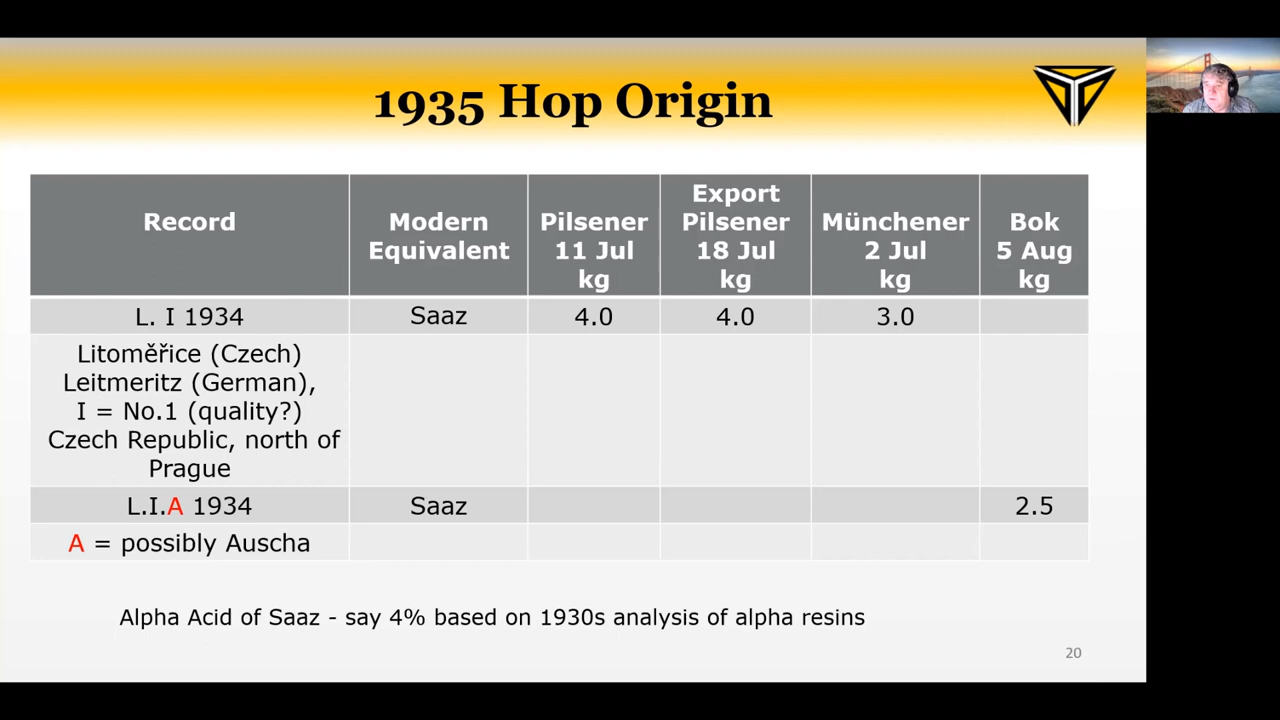 1935 Hop Origin
Record
Modern
Equivalent
Pilsener
11 Jul
kg
Export
Pilsener
18 Jul
kg
Münchener
2 Jul
kg
Bok
5 Aug
kg
L. I 1934
Saaz
4.0
4.0
3.0
Litoměřice (Czech)
Leitmeritz (German),
I = No.1 (quality?)
Czech Republic, north of
Prague
L.I.A 1934
Saaz
2.5
A = possibly Auscha
Alpha Acid of Saaz - say 4% based on 1930s analysis of alpha resins
20